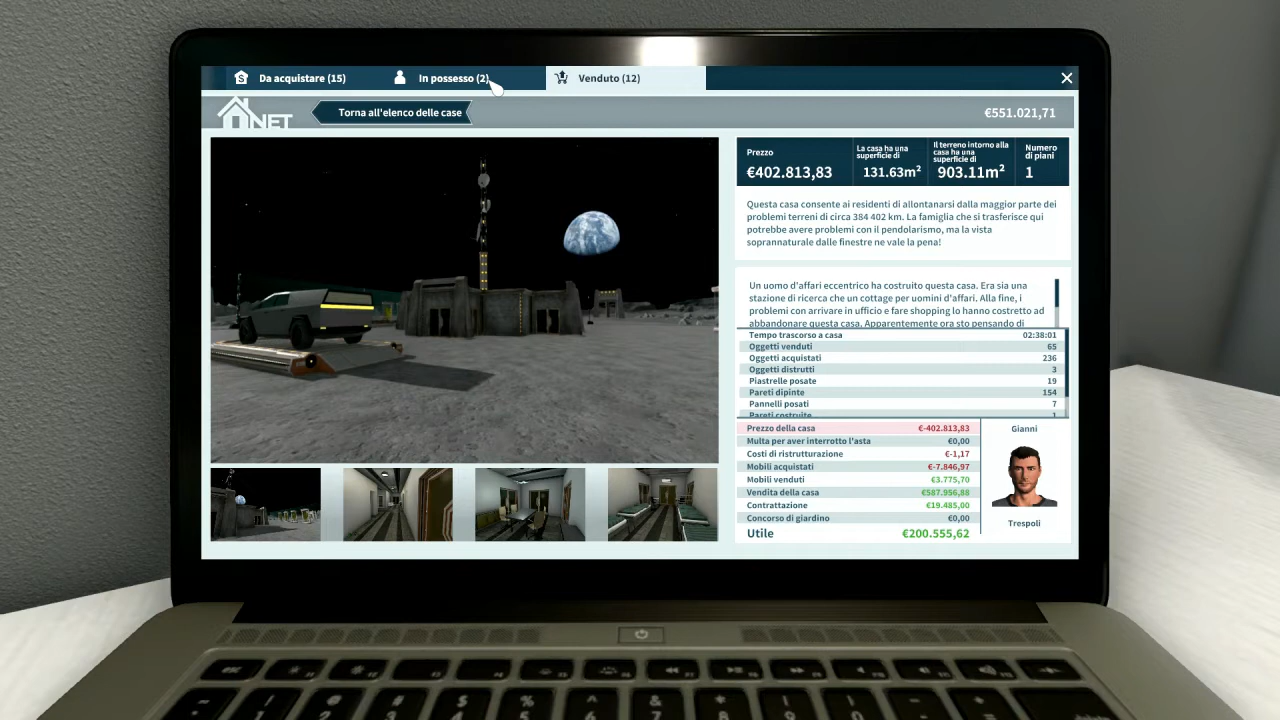 Da acquistare (15)
In possesso (2)
Venduto (12)
NET
Torna all'elenco delle case
€551.021,71
Prezzo
€402.813,83
La casa ha una
superficie di
131.63m²
Il terreno intorno alla
casa ha una
superficie di
903.11m²
Numero
di piani
1
Questa casa consente ai residenti di allontanarsi dalla maggior parte dei
problemi terreni di circa 384 402 km. La famiglia che si trasferisce qui
potrebbe avere problemi con il pendolarismo, ma la vista
soprannaturale dalle finestre ne vale la pena!
Un uomo d'affari eccentrico ha costruito questa casa. Era sia una
stazione di ricerca che un cottage per uomini d'affari. Alla fine, i
problemi con arrivare in ufficio e fare shopping lo hanno costretto ad
abbandonare questa casa. Apparentemente ora sto pensando di
Tempo trascorso a casa 02:38:01
Oggetti venduti 65
Oggetti acquistati 236
Oggetti distrutti 3
Piastrelle posate 19
Pareti dipinte 154
Pannelli posati 7
Pareti costruite 1
Prezzo della casa €-402.813,83
Multa per aver interrotto l'asta €0,00
Costi di ristrutturazione €-1,17
Mobili acquistati €-7.846,97
Mobili venduti €3.775,70
Vendita della casa €587.956,88
Contrattazione €19.485,00
Concorso di giardino €0,00
Utile €200.555,62
Gianni
Trespoli